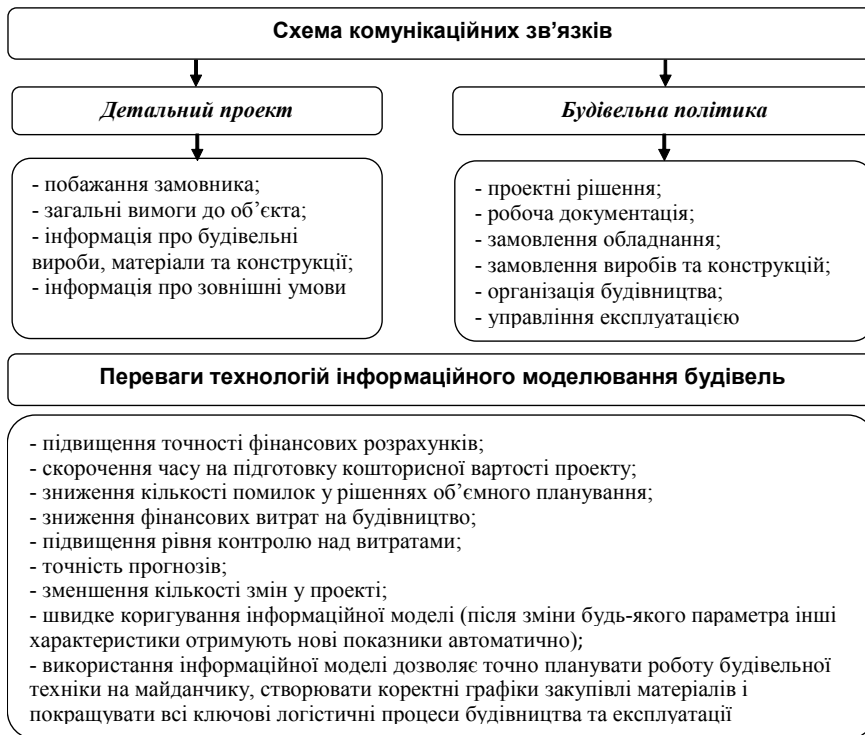 Схема комунікаційних зв’язків
Детальний проект
Будівельна політика
- побажання замовника;
- загальні вимоги до об’єкта;
- інформація про будівельні
вироби, матеріали та конструкції;
- інформація про зовнішні умови
- проектні рішення;
- робоча документація;
- замовлення обладнання;
- замовлення виробів та конструкцій;
- організація будівництва;
- управління експлуатацією
Переваги технологій інформаційного моделювання будівель
- підвищення точності фінансових розрахунків;
- скорочення часу на підготовку кошторисної вартості проекту;
- зниження кількості помилок у рішеннях об’ємного планування;
- зниження фінансових витрат на будівництво;
- підвищення рівня контролю над витратами;
- точність прогнозів;
- зменшення кількості змін у проекті;
- швидке коригування інформаційної моделі (після зміни будь-якого параметра інші
характеристики отримують нові показники автоматично);
- використання інформаційної моделі дозволяє точно планувати роботу будівельної
техніки на майданчику, створювати коректні графіки закупівлі матеріалів і
покращувати всі ключові логістичні процеси будівництва та експлуатації